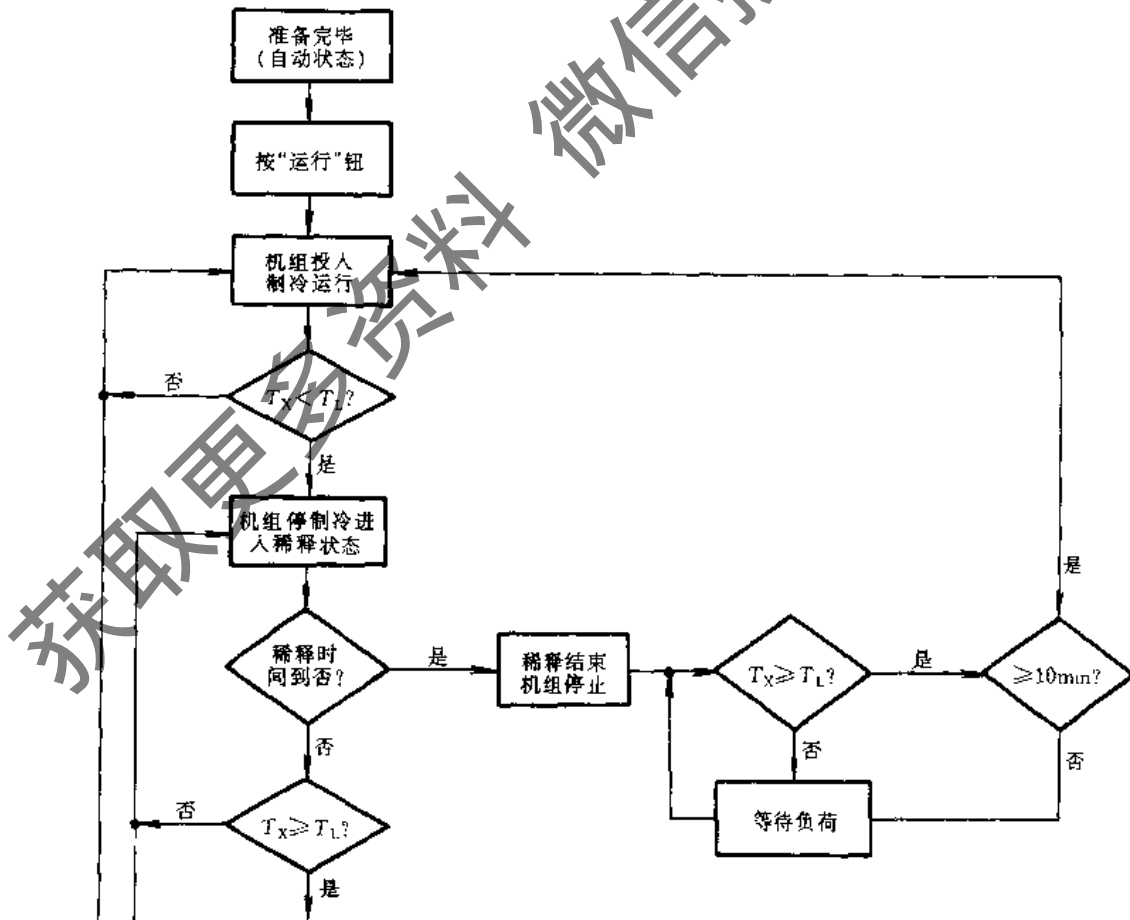 准备完毕
(自动状态)
按“运行”钮
机组投入
制冷运行
否
T_X＜T_L?
是
机组停制冷进
入稀释状态
稀释时
间到否?
是
稀释结束
机组停止
T_X≥T_L?
是
≥10min?
是
否
否
等待负荷
否
T_X≥T_L?
否
是
获取更多资料 微信